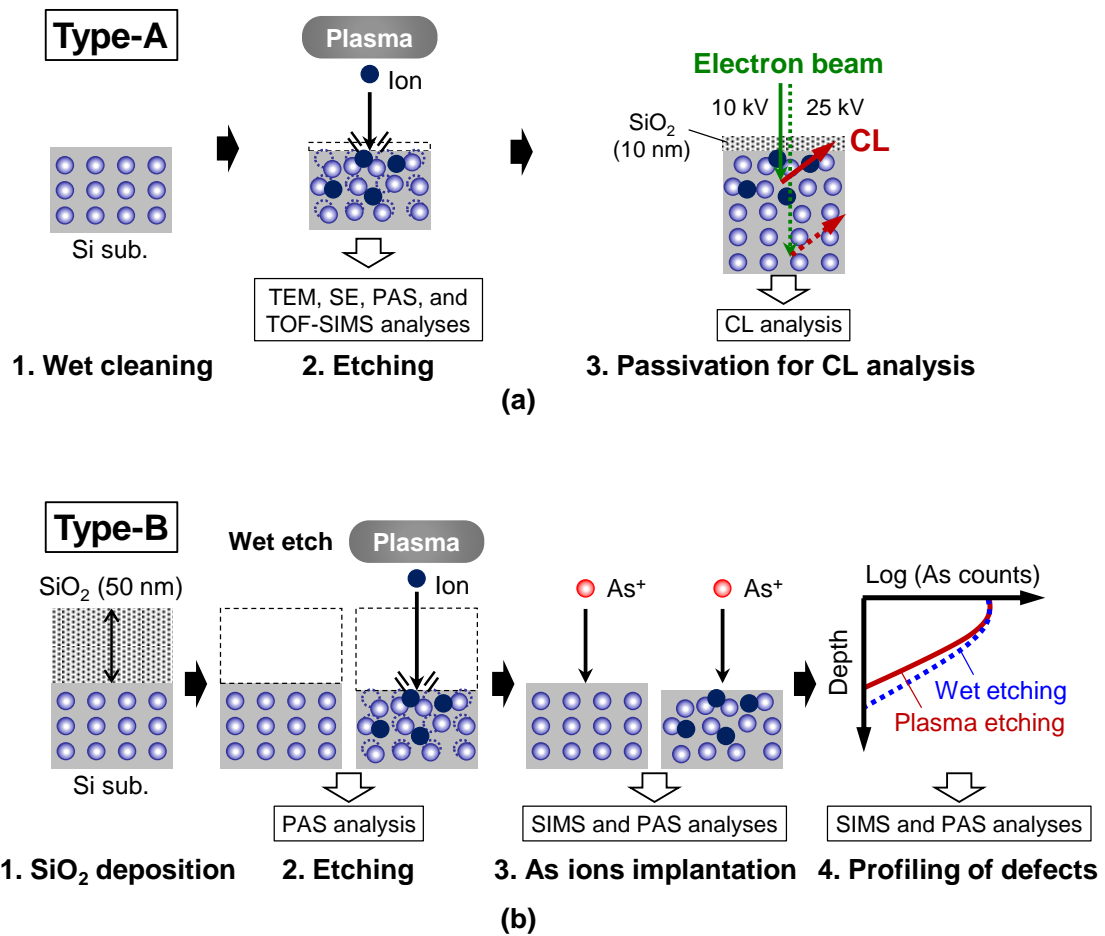 Type-A
Plasma
Ion
Electron beam
10 kV
25 kV
SiO2
(10 nm)
CL
Si sub.
TEM, SE, PAS, and
TOF-SIMS analyses
CL analysis
1. Wet cleaning
2. Etching
3. Passivation for CL analysis
(a)
Type-B
Wet etch
Plasma
SiO2 (50 nm)
Ion
As+
As+
Log (As counts)
Depth
Wet etching
Plasma etching
Si sub.
PAS analysis
SIMS and PAS analyses
SIMS and PAS analyses
1. SiO2 deposition
2. Etching
3. As ions implantation
4. Profiling of defects
(b)